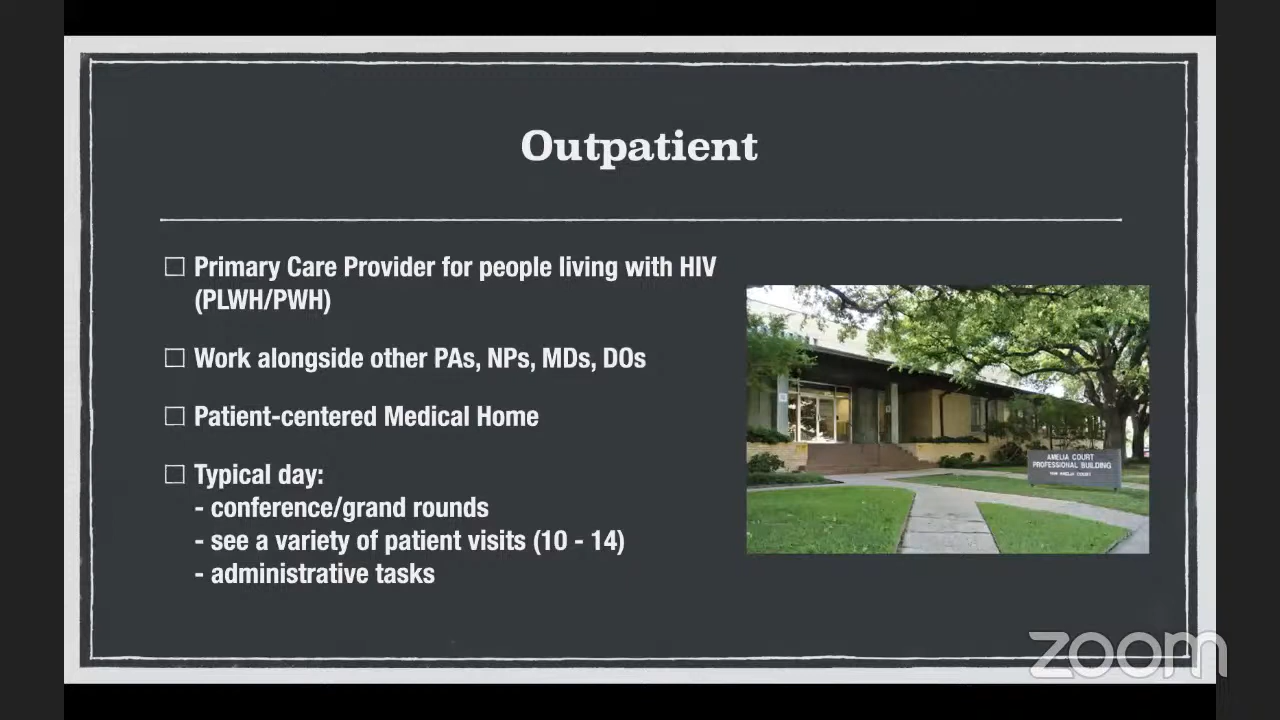 Outpatient
Primary Care Provider for people living with HIV
(PLWH/PWH)
Work alongside other PAs, NPs, MDs, DOs
Patient-centered Medical Home
Typical day:
- conference/grand rounds
- see a variety of patient visits (10 - 14)
- administrative tasks
AMELIA COURT
PROFESSIONAL BUILDING
zoom